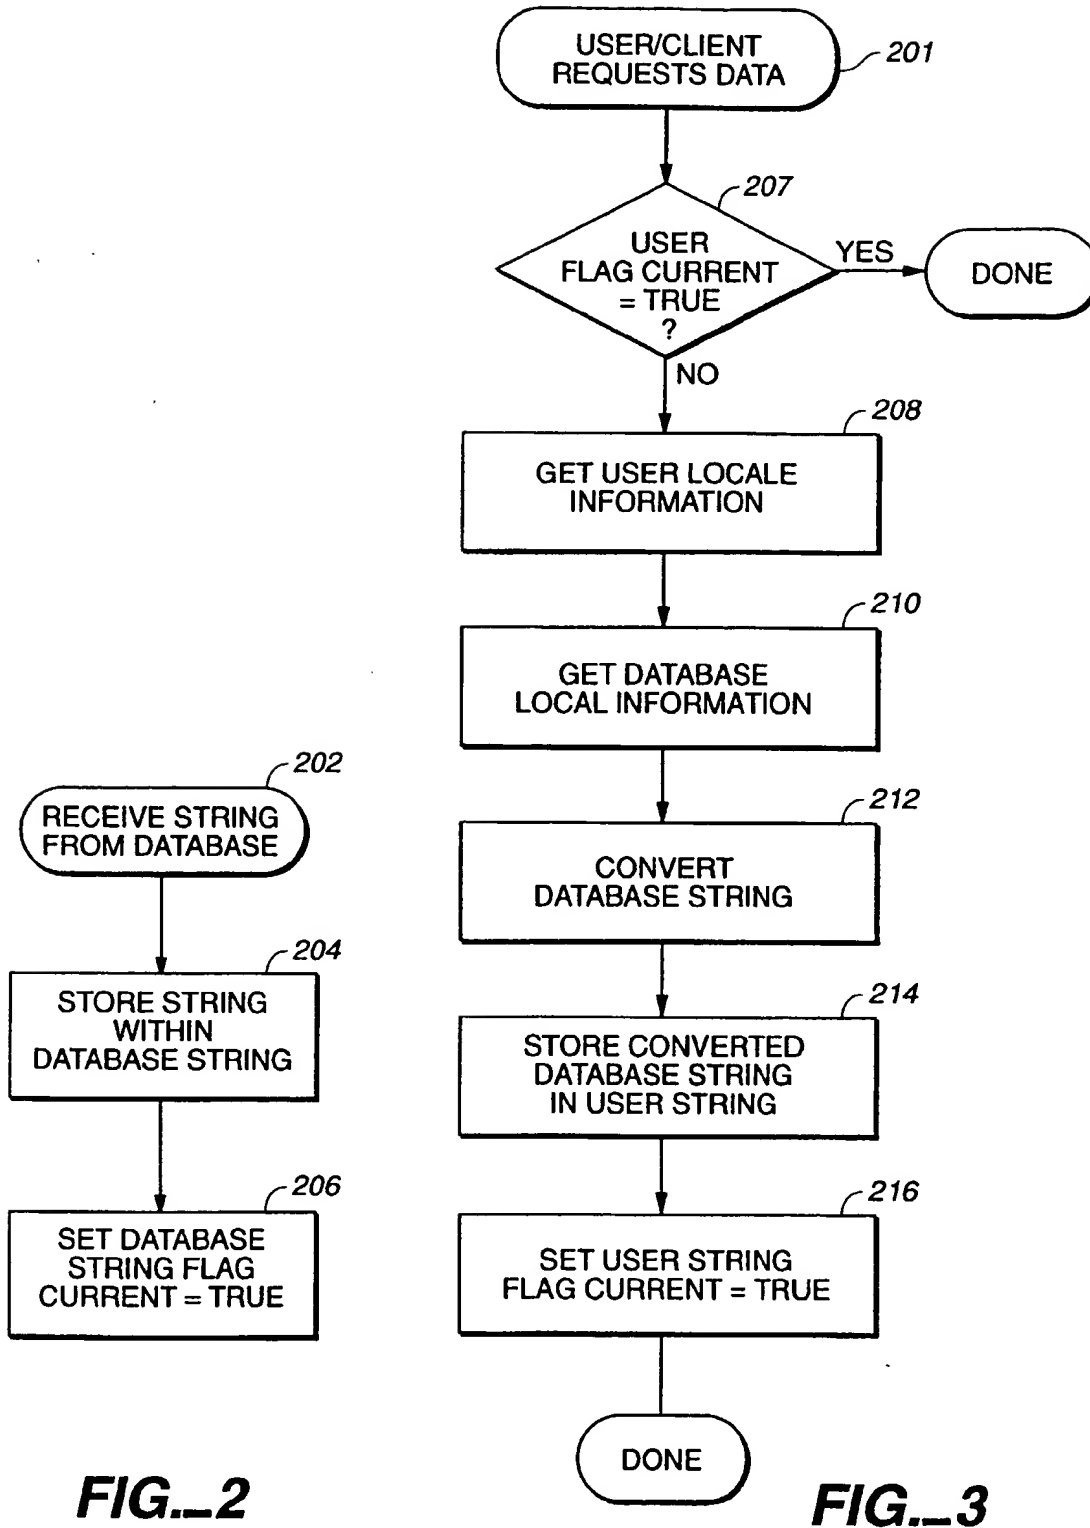 202
RECEIVE STRING
FROM DATABASE
204
STORE STRING
WITHIN
DATABASE STRING
206
SET DATABASE
STRING FLAG
CURRENT = TRUE
FIG._2
USER/CLIENT
REQUESTS DATA
201
207
USER
FLAG CURRENT
= TRUE
?
YES
DONE
NO
208
GET USER LOCALE
INFORMATION
210
GET DATABASE
LOCAL INFORMATION
212
CONVERT
DATABASE STRING
214
STORE CONVERTED
DATABASE STRING
IN USER STRING
216
SET USER STRING
FLAG CURRENT = TRUE
DONE
FIG._3